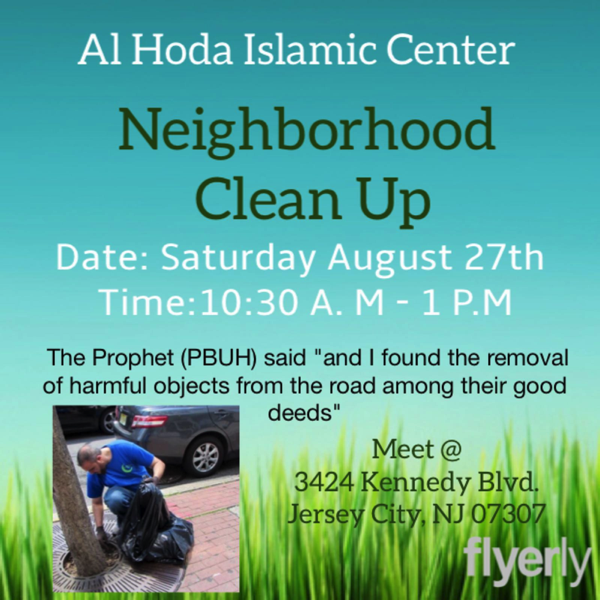 Al Hoda Islamic Center
Neighborhood
Clean Up
Date: Saturday August 27th
Time:10:30 A. M - 1 P.M
The Prophet (PBUH) said "and I found the removal
of harmful objects from the road among their good
deeds"
Meet @
3424 Kennedy Blvd.
Jersey City, NJ 07307
flyerly